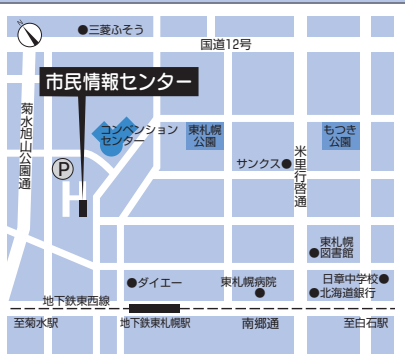 N
三菱ふそう
国道12号
市民情報センター
菊水旭山公園通
コンベンション
センター
東札幌
公園
もつき
公園
サンクス
米里行啓通
P
東札幌
図書館
ダイエー
東札幌病院
日章中学校
北海道銀行
地下鉄東西線
至菊水駅
地下鉄東札幌駅
南郷通
至白石駅